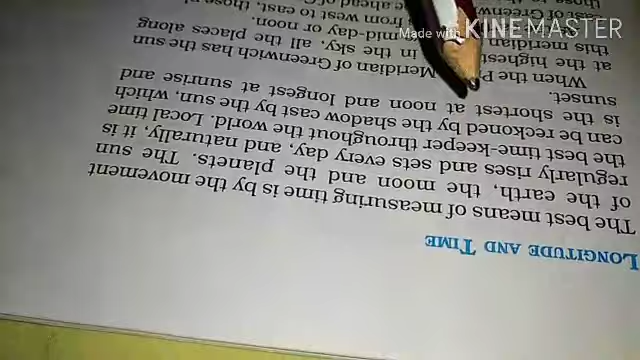 LONGITUDE AND TIME
The best means of measuring time is by the movement
of the earth, the moon and the planets. The sun
regularly rises and sets every day, and naturally, it is
the best time-keeper throughout the world. Local time
can be reckoned by the shadow cast by the sun, which
is the shortest at noon and longest at sunrise and
sunset.
When the Meridian of Greenwich has the sun
at the highest in the sky, all the places along
this meridian mid-day or noon.
from west to east, those
Made with KINEMASTER